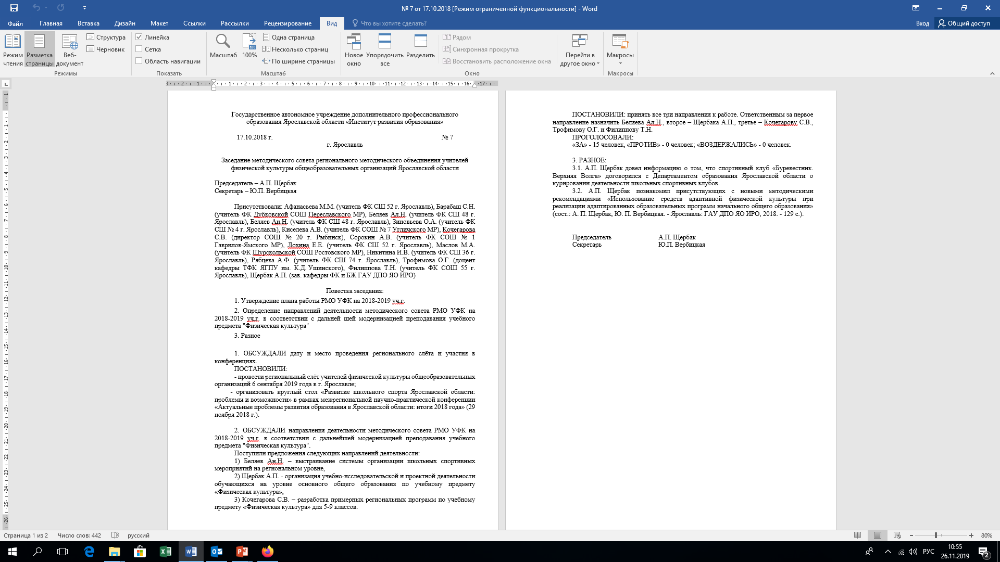 № 7 от 17.10.2018 [Режим ограниченной функциональности] - Word
Файл Главная Вставка Дизайн Макет Ссылки Рассылки Рецензирование Вид Что вы хотите сделать? Вход Общий доступ
Режим чтения
Разметка страницы
Веб-документ
Структура
Черновик
Режимы
Линейка
Сетка
Область навигации
Показать
Масштаб
100%
Одна страница
Несколько страниц
По ширине страницы
Масштаб
Новое окно
Упорядочить все
Разделить
Рядом
Синхронная прокрутка
Восстановить расположение окна
Перейти в другое окно
Окно
Макросы
Макросы
Государственное автономное учреждение дополнительного профессионального
образования Ярославской области «Институт развития образования»
17.10.2018 г. № 7
г. Ярославль
Заседание методического совета регионального методического объединения учителей
физической культуры общеобразовательных организаций Ярославской области
Председатель – А.П. Щербак
Секретарь – Ю.П. Вербицкая
Присутствовали: Афанасьева М.М. (учитель ФК СШ 52 г. Ярославль), Барабаш С.Н.
(учитель ФК Дубковской СОШ Переславского МР), Беляев Ал.Н. (учитель ФК СШ 48 г.
Ярославль), Беляев Ан.Н. (учитель ФК СШ 48 г. Ярославль), Зиновьева О.А. (учитель ФК
СШ № 4 г. Ярославль), Киселева А.В. (учитель ФК СОШ № 7 Угличского МР), Кочегарова
С.В. (директор СОШ № 20 г. Рыбинск), Сорокин А.В. (учитель ФК СОШ № 1
Гаврилов-Ямского МР), Лохина Е.Е. (учитель ФК СШ 52 г. Ярославль), Маслов М.А.
(учитель ФК Шурскольской СОШ Ростовского МР), Никитина И.В. (учитель ФК СШ 36 г.
Ярославль), Рябцева А.Ф. (учитель ФК СШ 74 г. Ярославль), Трофимова О.Г. (доцент
кафедры ТФК ЯГПУ им. К.Д. Ушинского), Филиппова Т.Н. (учитель ФК СОШ 55 г.
Ярославль), Щербак А.П. (зав. кафедры ФК и БЖ ГАУ ДПО ЯО ИРО)
Повестка заседания:
1. Утверждение плана работы РМО УФК на 2018-2019 уч.г.
2. Определение направлений деятельности методического совета РМО УФК на
2018-2019 уч.г. в соответствии с дальней шей модернизацией преподавания учебного
предмета "Физическая культура"
3. Разное
1. ОБСУЖДАЛИ дату и место проведения регионального слёта и участия в
конференциях.
ПОСТАНОВИЛИ:
- провести региональный слёт учителей физической культуры общеобразовательных
организаций 6 сентября 2019 года в г. Ярославле;
- организовать круглый стол «Развитие школьного спорта Ярославской области:
проблемы и возможности» в рамках межрегиональной научно-практической конференции
«Актуальные проблемы развития образования в Ярославской области: итоги 2018 года» (29
ноября 2018 г.).
2. ОБСУЖДАЛИ направления деятельности методического совета РМО УФК на
2018-2019 уч.г. в соответствии с дальнейшей модернизацией преподавания учебного
предмета "Физическая культура".
Поступили предложения следующих направлений деятельности:
1) Беляев Ан.Н. – выстраивание системы организации школьных спортивных
мероприятий на региональном уровне,
2) Щербак А.П. - организация учебно-исследовательской и проектной деятельности
обучающихся на уровне основного общего образования по учебному предмету
«Физическая культура»,
3) Кочегарова С.В. – разработка примерных региональных программ по учебному
предмету «Физическая культура» для 5-9 классов.
ПОСТАНОВИЛИ: принять все три направления к работе. Ответственным за первое
направление назначить Беляева Ал.Н., второе – Щербака А.П., третье – Кочегарову С.В.,
Трофимову О.Г. и Филиппову Т.Н.
ПРОГОЛОСОВАЛИ:
«ЗА» - 15 человек, «ПРОТИВ» - 0 человек; «ВОЗДЕРЖАЛИСЬ» - 0 человек.
3. РАЗНОЕ:
3.1. А.П. Щербак довел информацию о том, что спортивный клуб «Буревестник.
Верхняя Волга» договорился с Департаментом образования Ярославской области о
курировании деятельности школьных спортивных клубов.
3.2. А.П. Щербак познакомил присутствующих с новыми методическими
рекомендациями «Использование средств адаптивной физической культуры при
реализации адаптированных образовательных программ начального общего образования»
(сост.: А. П. Щербак, Ю. П. Вербицкая. - Ярославль: ГАУ ДПО ЯО ИРО, 2018. - 129 с.).
Председатель А.П. Щербак
Секретарь Ю.П. Вербицкая
Страница 1 из 2 Число слов: 442 русский 80%
РУС 10:55
26.11.2019 2